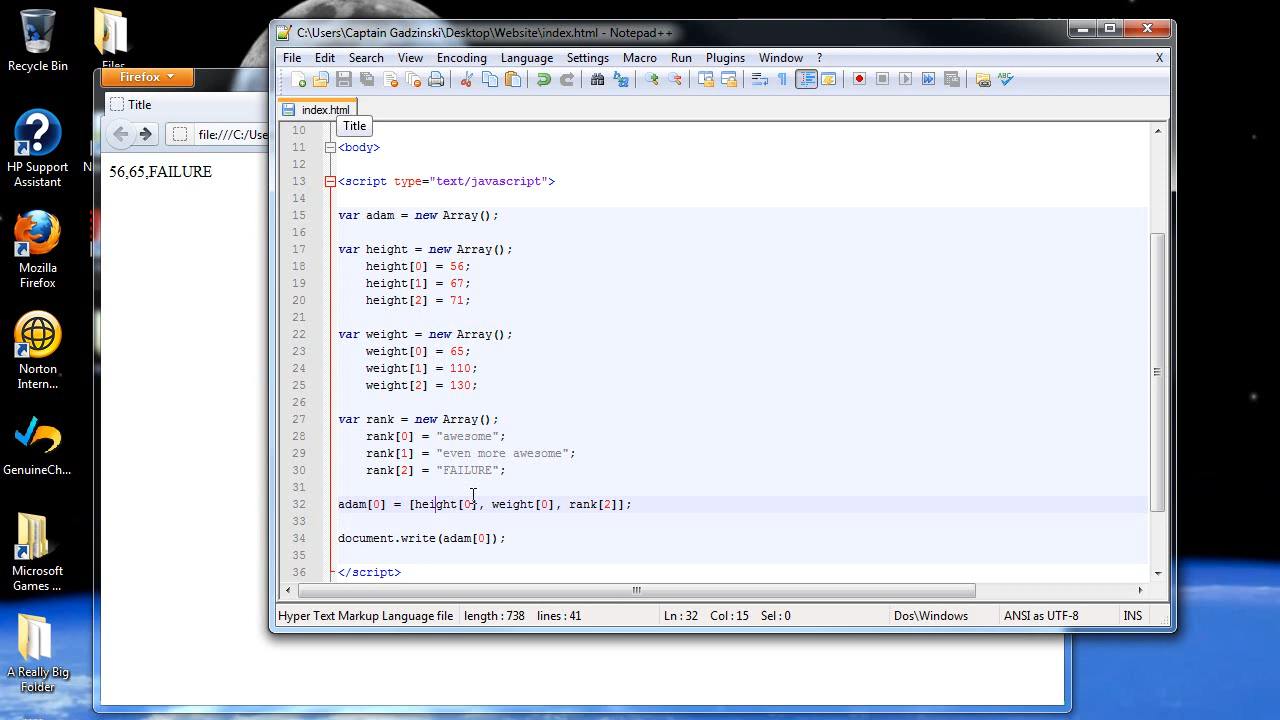 Recycle Bin
Files
HP Support
Assistant
Mozilla
Firefox
Norton
Intern...
GenuineCh...
Microsoft
Games ...
A Really Big
Folder
Firefox
Title
file:///C:/Use
56,65,FAILURE
C:\Users\Captain Gadzinski\Desktop\Website\index.html - Notepad++
File Edit Search View Encoding Language Settings Macro Run Plugins Window ? X
index.html
Title
10
11 <body>
12
13 <script type="text/javascript">
14
15 var adam = new Array();
16
17 var height = new Array();
18 height[0] = 56;
19 height[1] = 67;
20 height[2] = 71;
21
22 var weight = new Array();
23 weight[0] = 65;
24 weight[1] = 110;
25 weight[2] = 130;
26
27 var rank = new Array();
28 rank[0] = "awesome";
29 rank[1] = "even more awesome";
30 rank[2] = "FAILURE";
31
32 adam[0] = [height[0], weight[0], rank[2]];
33
34 document.write(adam[0]);
35
36 </script>
Hyper Text Markup Language file length : 738 lines : 41 Ln : 32 Col : 15 Sel : 0 Dos\Windows ANSI as UTF-8 INS